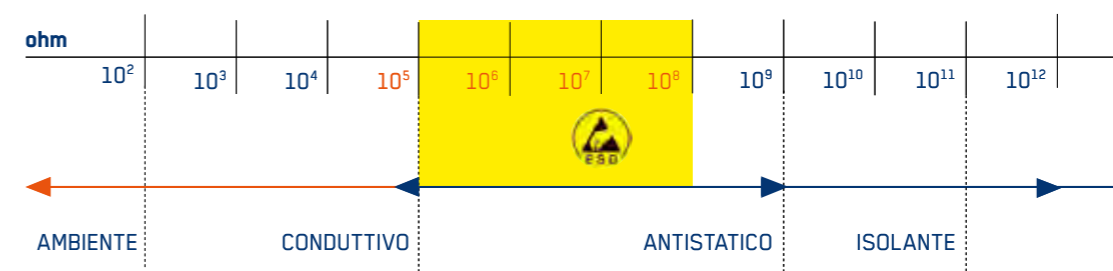 ohm
10² 10³ 10⁴ 10⁵ 10⁶ 10⁷ 10⁸ 10⁹ 10¹⁰ 10¹¹ 10¹²
esd
AMBIENTE CONDUTTIVO ANTISTATICO ISOLANTE